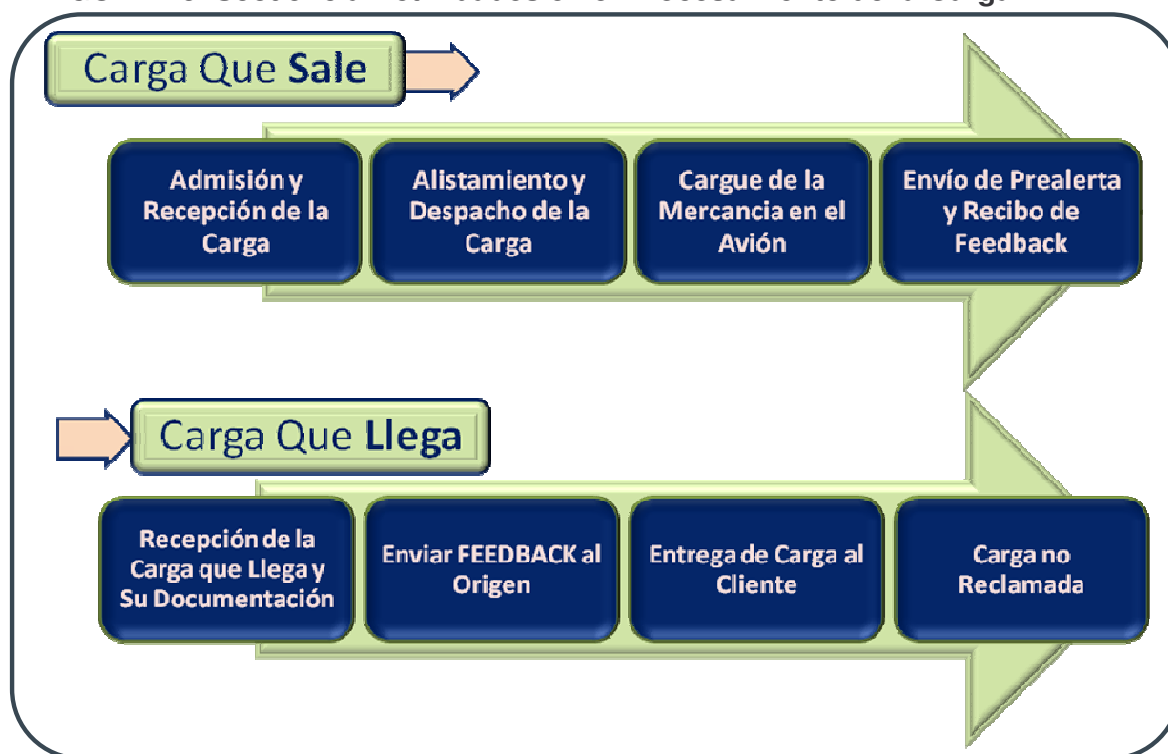 Carga Que Sale
Admisión y
Recepción de la
Carga
Alistamiento y
Despacho de la
Carga
Cargue de la
Mercancia en el
Avión
Envío de Prealerta
y Recibo de
Feedback
Carga Que Llega
Recepción de la
Carga que Llega y
Su Documentación
Enviar FEEDBACK al
Origen
Entrega de Carga al
Cliente
Carga no
Reclamada